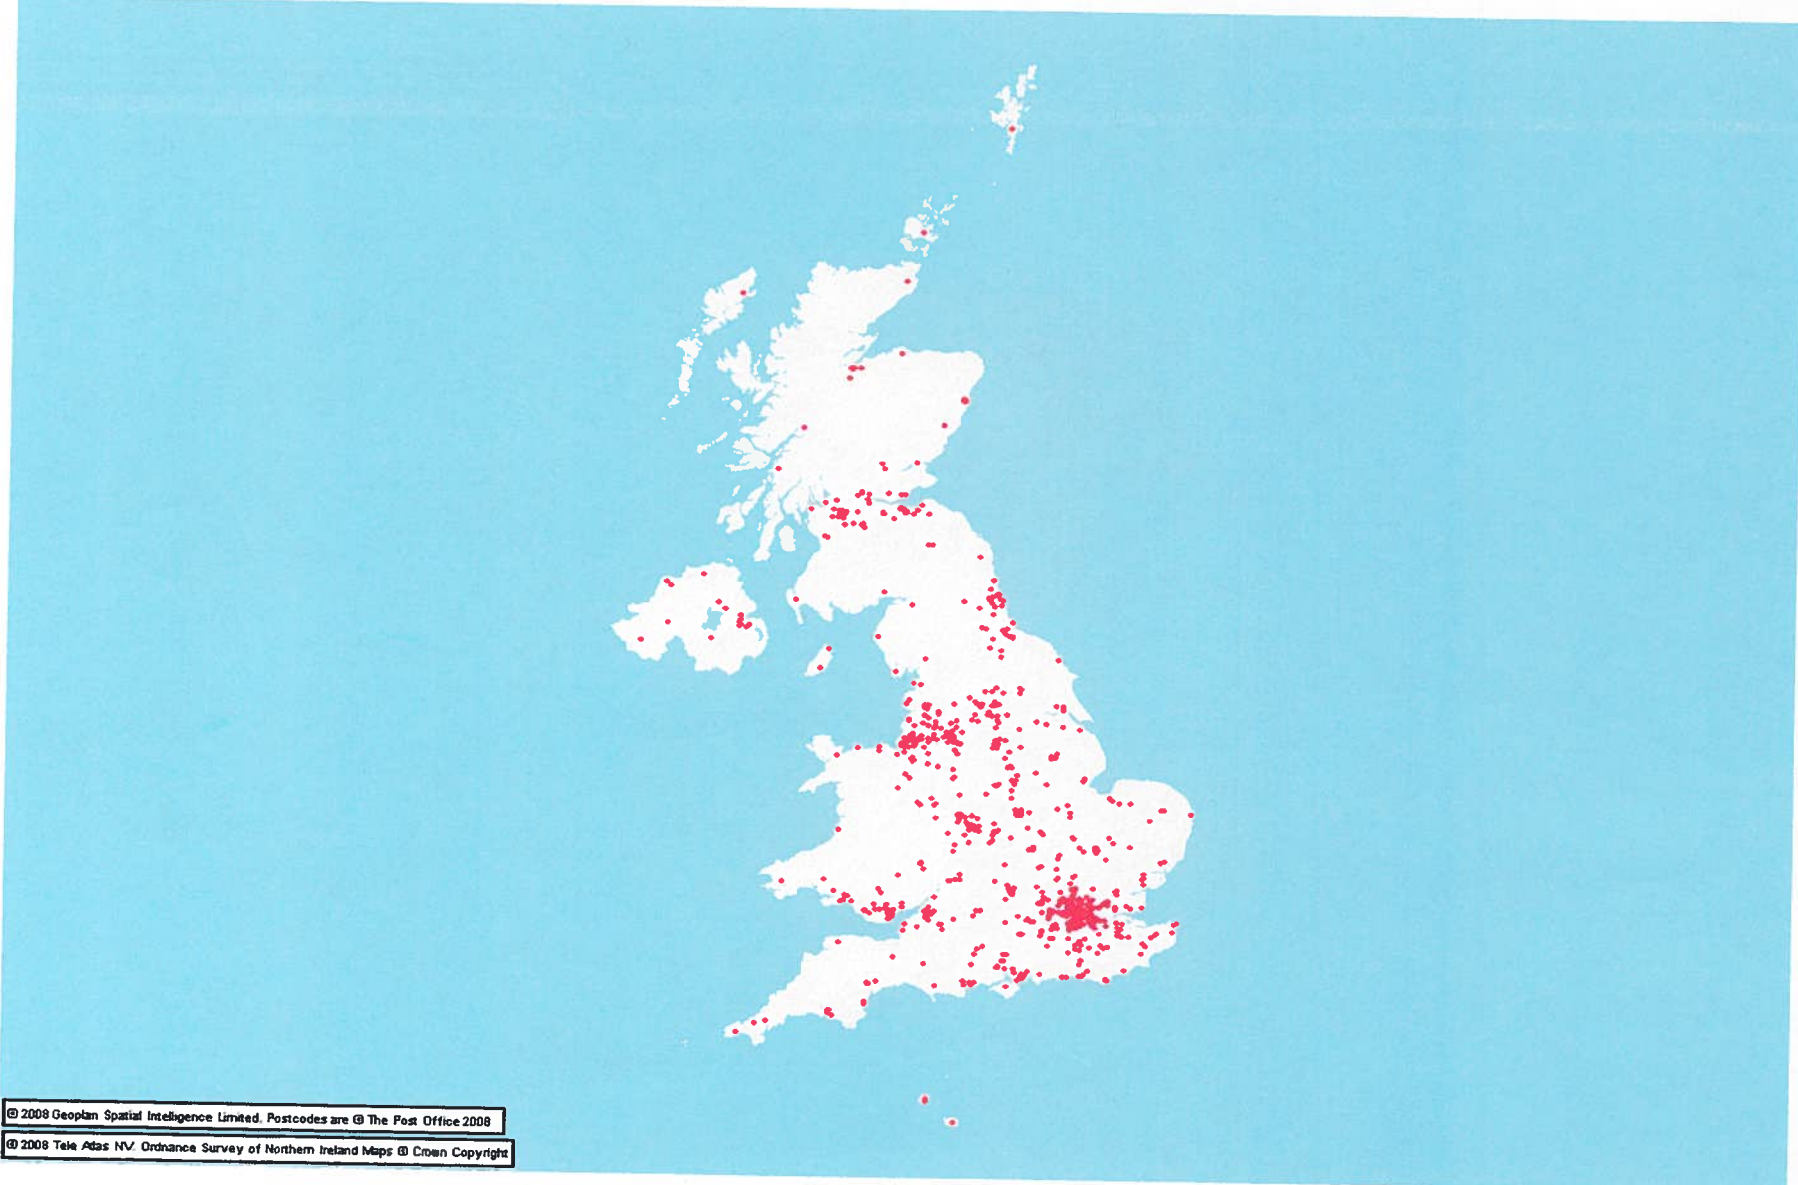 © 2008 Geoplan Spatial Intelligence Limited. Postcodes are © The Post Office 2008
© 2008 Tele Atlas NV. Ordnance Survey of Northern Ireland Maps © Crown Copyright